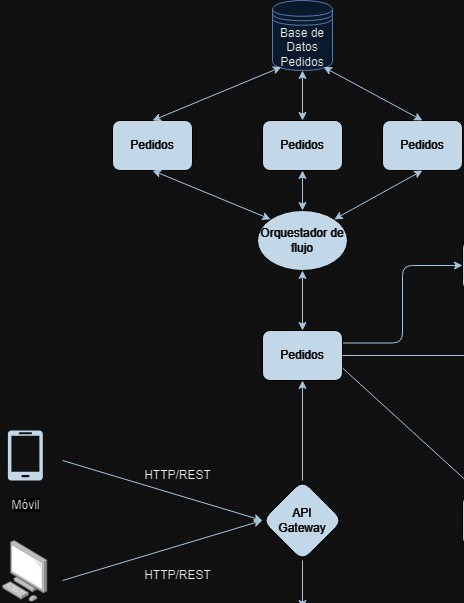 Base de
Datos
Pedidos
Pedidos
Pedidos
Pedidos
Orquestador de
flujo
Pedidos
HTTP/REST
Móvil
API
Gateway
HTTP/REST